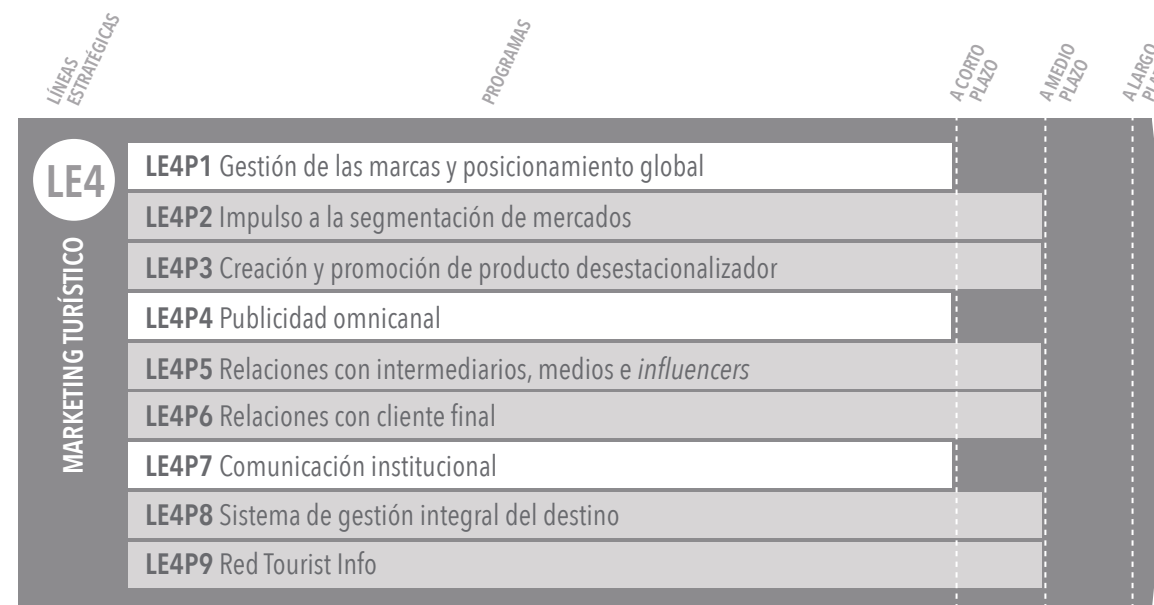 LÍNEAS
ESTRATÉGICAS
PROGRAMAS
A CORTO
PLAZO
A MEDIO
PLAZO
A LARGO
LE4
MARKETING TURÍSTICO
LE4P1 Gestión de las marcas y posicionamiento global
LE4P2 Impulso a la segmentación de mercados
LE4P3 Creación y promoción de producto desestacionalizador
LE4P4 Publicidad omnicanal
LE4P5 Relaciones con intermediarios, medios e influencers
LE4P6 Relaciones con cliente final
LE4P7 Comunicación institucional
LE4P8 Sistema de gestión integral del destino
LE4P9 Red Tourist Info